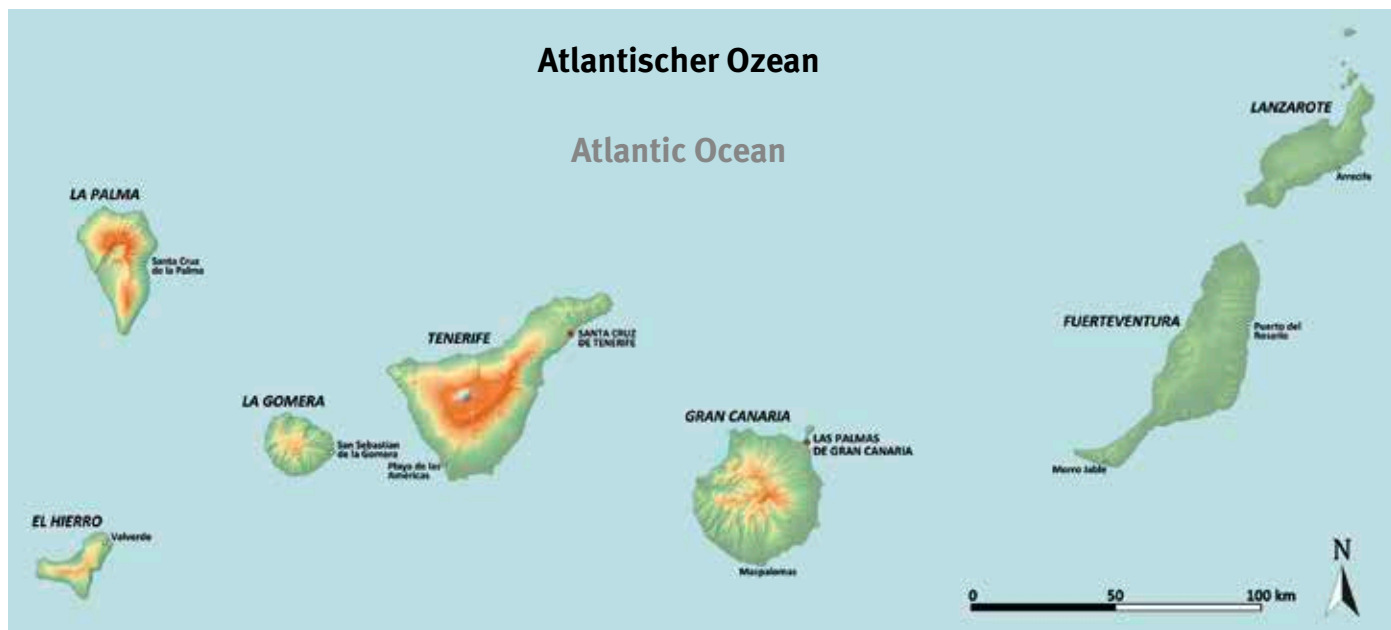 Atlantischer Ozean
Atlantic Ocean
LANZAROTE
Arrecife
LA PALMA
Santa Cruz
de la Palma
FUERTEVENTURA
Puerto del
Rosario
TENERIFE
SANTA CRUZ
DE TENERIFE
LA GOMERA
San Sebastian
de la Gomera
Playa de las
Américas
GRAN CANARIA
LAS PALMAS
DE GRAN CANARIA
Morro Jable
EL HIERRO
Valverde
Maspalomas
N
0 50 100 km